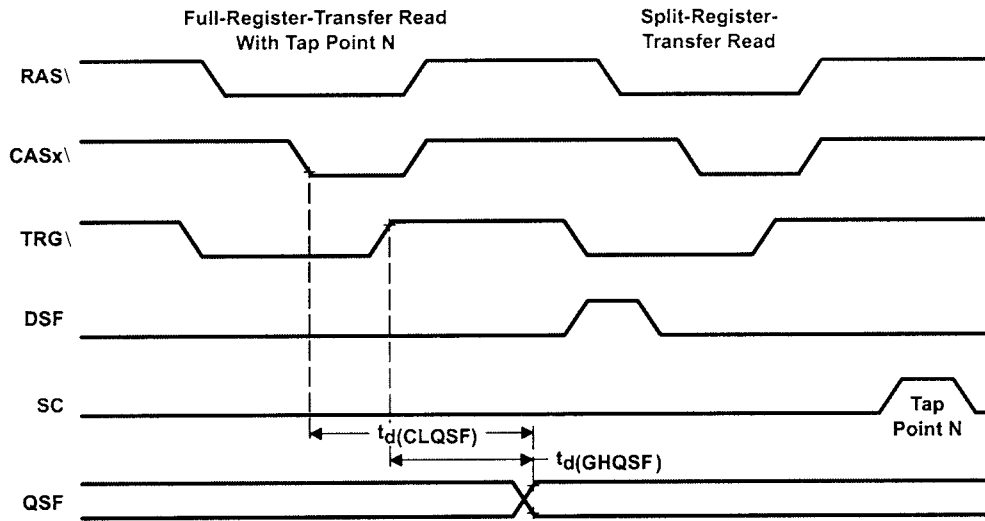 Full-Register-Transfer Read
With Tap Point N
Split-Register-
Transfer Read
RAS\
CASx\
TRG\
DSF
SC
Tap
Point N
td(CLQSF)
td(GHQSF)
QSF